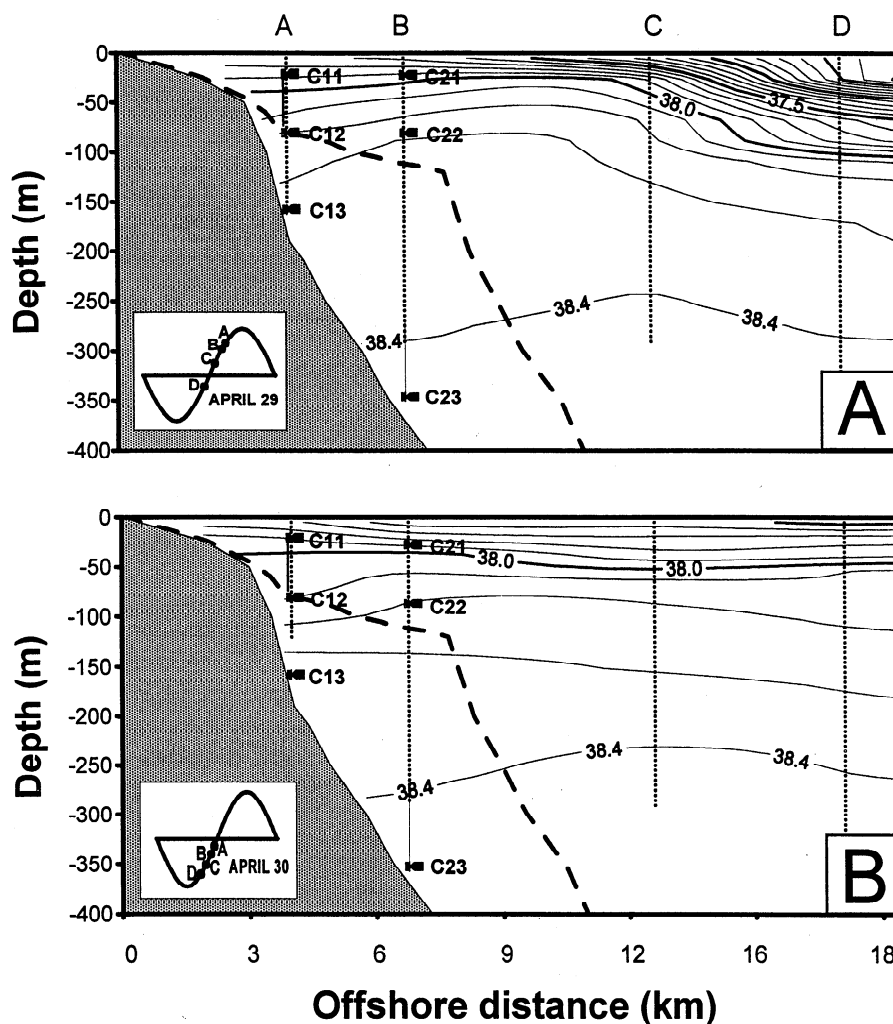 A B C D
0
-50
-100
-150
-200
-250
-300
-350
-400
Depth (m)
C11 C21
C12 C22
C13
C23
38.0 37.5
38.4 38.4 38.4
A
B
C
D
APRIL 29
A
0
-50
-100
-150
-200
-250
-300
-350
-400
Depth (m)
C11 C21
C12 C22
C13
C23
38.0 38.0
38.4 38.4 38.4
B A
D C APRIL 30
B
0 3 6 9 12 16 18
Offshore distance (km)